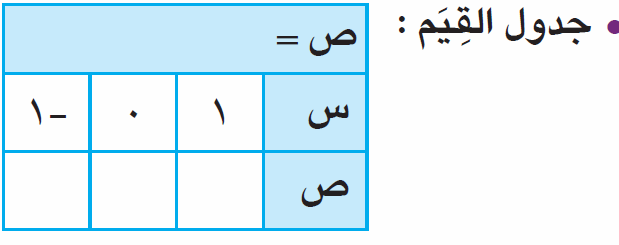 • جدول القِيَم :
ص =
س ١ ٠ -١
ص